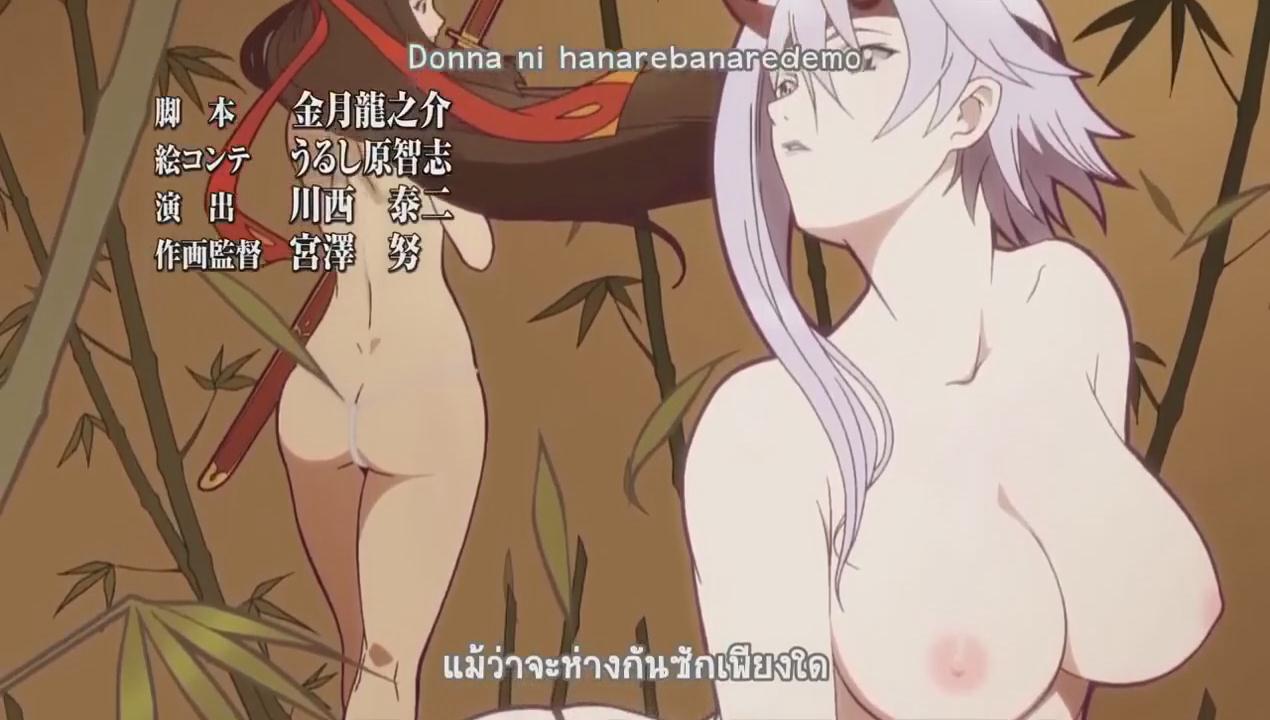 Donna ni hanarebanaredemo
脚 本 金月龍之介
絵コンテ うるし原智志
演 出 川西 泰二
作画監督 宮澤 努
แม้ว่าจะห่างกันซักเพียงใด